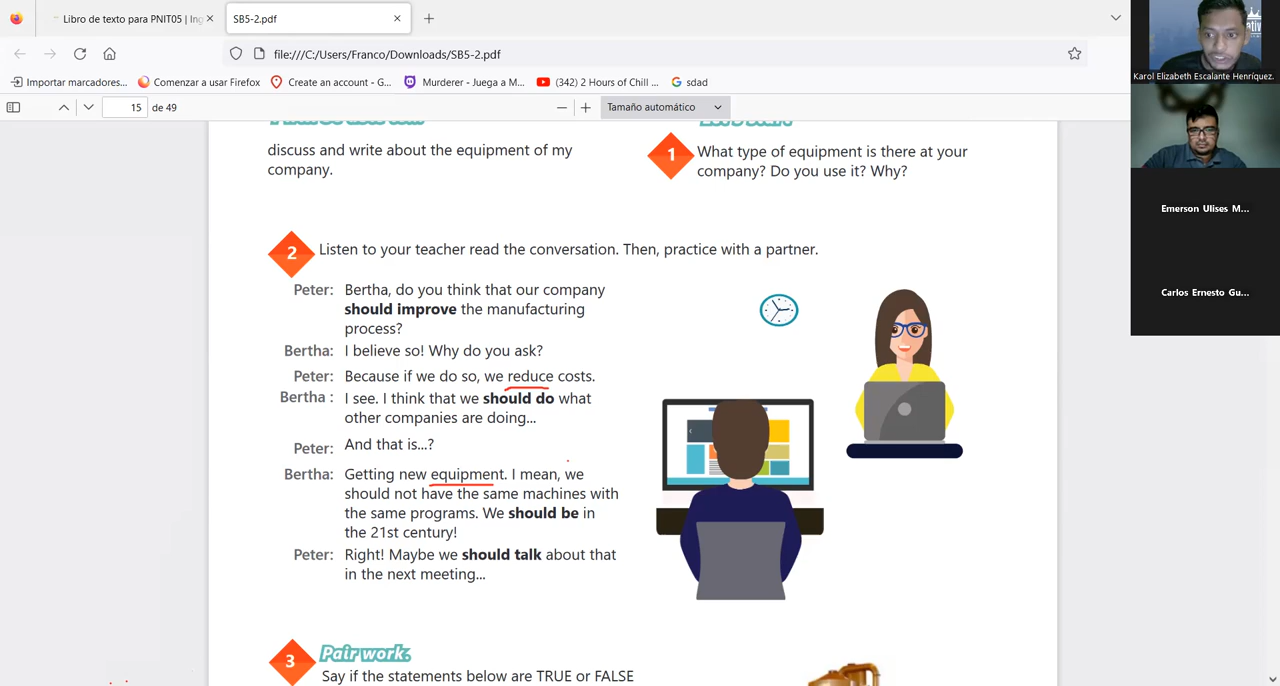 Libro de texto para PNIT05 | Ing
SB5-2.pdf
file:///C:/Users/Franco/Downloads/SB5-2.pdf
Importar marcadores...
Comenzar a usar Firefox
Create an account - G...
Murderer - Juega a M...
(342) 2 Hours of Chill ...
sdad
15
de 49
Tamaño automático
discuss and write about the equipment of my
company.
1
What type of equipment is there at your
company? Do you use it? Why?
2
Listen to your teacher read the conversation. Then, practice with a partner.
Peter: Bertha, do you think that our company
should improve the manufacturing
process?
Bertha: I believe so! Why do you ask?
Peter: Because if we do so, we reduce costs.
Bertha : I see. I think that we should do what
other companies are doing...
Peter: And that is...?
Bertha: Getting new equipment. I mean, we
should not have the same machines with
the same programs. We should be in
the 21st century!
Peter: Right! Maybe we should talk about that
in the next meeting...
3
Pair work.
Say if the statements below are TRUE or FALSE
Karol Elizabeth Escalante Henríquez.
Emerson Ulises M...
Carlos Ernesto Gu...